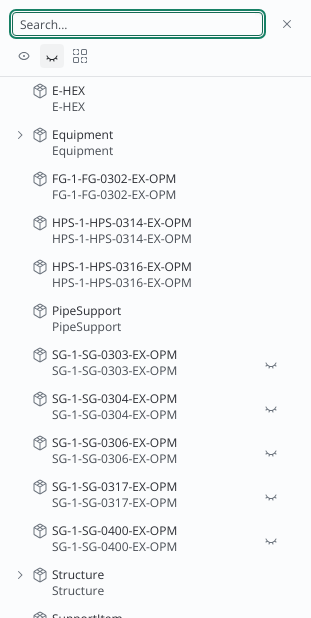 Search...
E-HEX
E-HEX
Equipment
Equipment
FG-1-FG-0302-EX-OPM
FG-1-FG-0302-EX-OPM
HPS-1-HPS-0314-EX-OPM
HPS-1-HPS-0314-EX-OPM
HPS-1-HPS-0316-EX-OPM
HPS-1-HPS-0316-EX-OPM
PipeSupport
PipeSupport
SG-1-SG-0303-EX-OPM
SG-1-SG-0303-EX-OPM
SG-1-SG-0304-EX-OPM
SG-1-SG-0304-EX-OPM
SG-1-SG-0306-EX-OPM
SG-1-SG-0306-EX-OPM
SG-1-SG-0317-EX-OPM
SG-1-SG-0317-EX-OPM
SG-1-SG-0400-EX-OPM
SG-1-SG-0400-EX-OPM
Structure
Structure
SupportItem